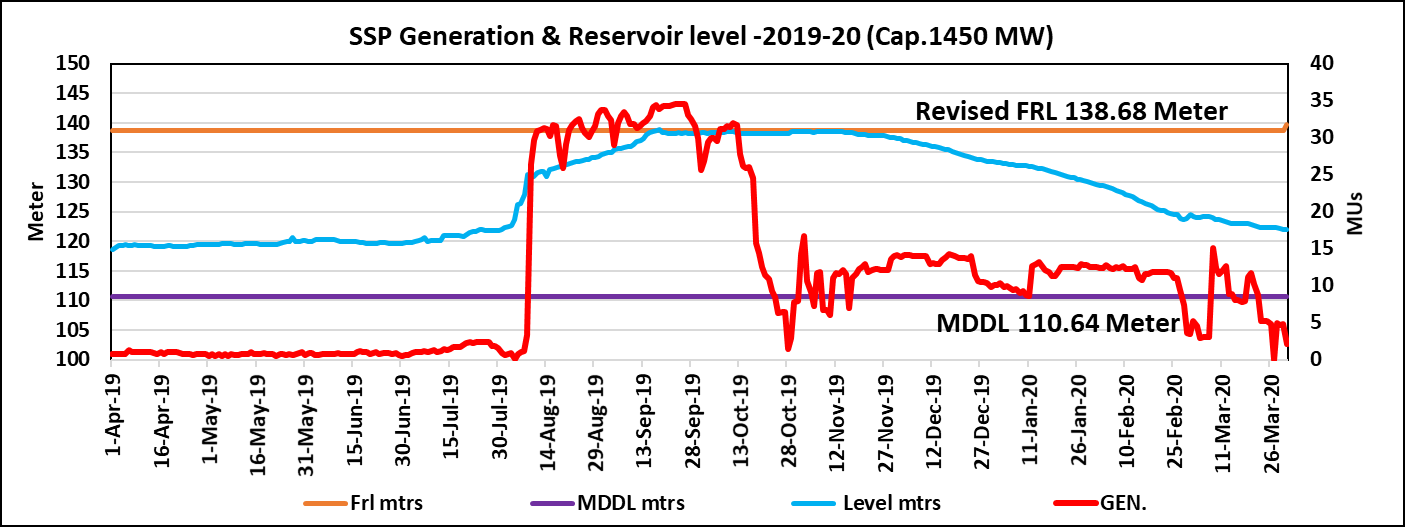 SSP Generation & Reservoir level -2019-20 (Cap.1450 MW)
150
145
140
135
130
125
120
115
110
105
100
Meter
40
35
30
25
20
15
10
5
0
MUs
Revised FRL 138.68 Meter
MDDL 110.64 Meter
1-Apr-19
16-Apr-19
1-May-19
16-May-19
31-May-19
15-Jun-19
30-Jun-19
15-Jul-19
30-Jul-19
14-Aug-19
29-Aug-19
13-Sep-19
28-Sep-19
13-Oct-19
28-Oct-19
12-Nov-19
27-Nov-19
12-Dec-19
27-Dec-19
11-Jan-20
26-Jan-20
10-Feb-20
25-Feb-20
11-Mar-20
26-Mar-20
Frl mtrs MDDL mtrs Level mtrs GEN.